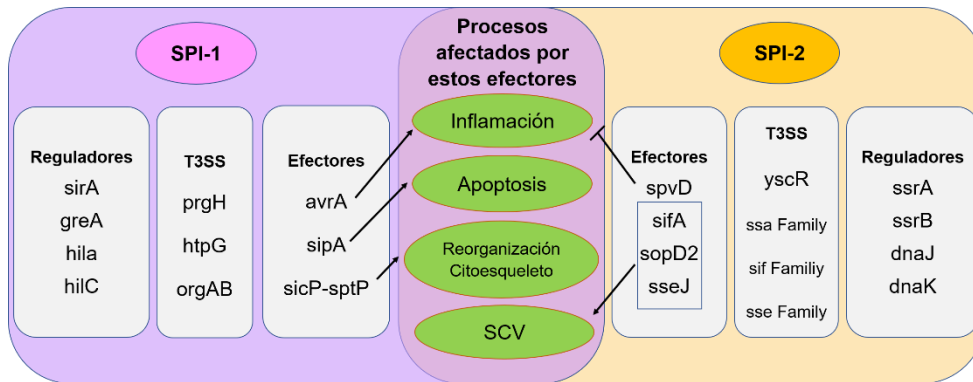 SPI-1
Procesos
afectados por
estos efectores
SPI-2
Reguladores
sirA
greA
hila
hilC
T3SS
prgH
htpG
orgAB
Efectores
avrA
sipA
sicP-sptP
Inflamación
Apoptosis
Reorganización
Citoesqueleto
SCV
Efectores
spvD
sifA
sopD2
sseJ
T3SS
yscR
ssa Family
sif Familiy
sse Family
Reguladores
ssrA
ssrB
dnaJ
dnaK